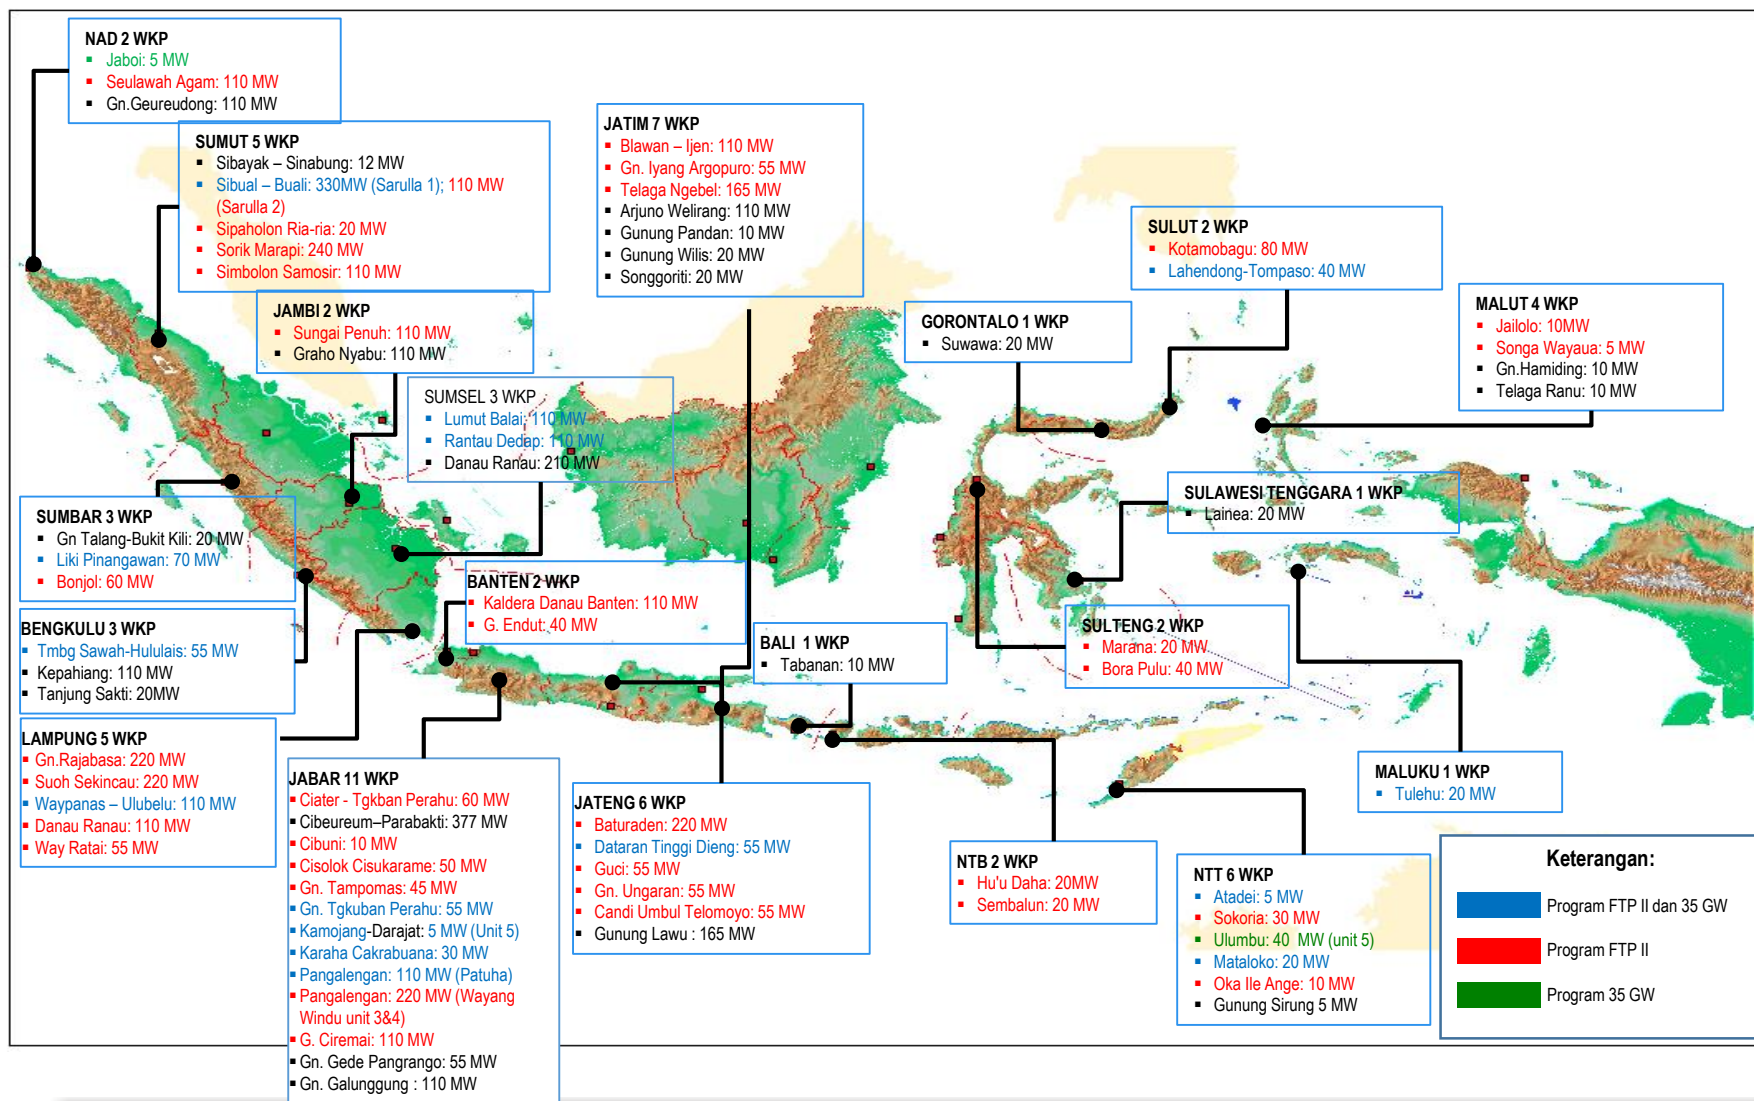 NAD 2 WKP
Jaboi: 5 MW
Seulawah Agam: 110 MW
Gn.Geureudong: 110 MW
SUMUT 5 WKP
Sibayak – Sinabung: 12 MW
Sibual – Buali: 330MW (Sarulla 1); 110 MW
(Sarulla 2)
Sipaholon Ria-ria: 20 MW
Sorik Marapi: 240 MW
Simbolon Samosir: 110 MW
JATIM 7 WKP
Blawan – Ijen: 110 MW
Gn. Iyang Argopuro: 55 MW
Telaga Ngebel: 165 MW
Arjuno Welirang: 110 MW
Gunung Pandan: 10 MW
Gunung Wilis: 20 MW
Songgoriti: 20 MW
SULUT 2 WKP
Kotamobagu: 80 MW
Lahendong-Tompaso: 40 MW
JAMBI 2 WKP
Sungai Penuh: 110 MW
Graho Nyabu: 110 MW
GORONTALO 1 WKP
Suwawa: 20 MW
MALUT 4 WKP
Jailolo: 10MW
Songa Wayaua: 5 MW
Gn.Hamiding: 10 MW
Telaga Ranu: 10 MW
SUMSEL 3 WKP
Lumut Balai: 110 MW
Rantau Dedap: 110 MW
Danau Ranau: 210 MW
SULAWESI TENGGARA 1 WKP
Lainea: 20 MW
SUMBAR 3 WKP
Gn Talang-Bukit Kili: 20 MW
Liki Pinangawan: 70 MW
Bonjol: 60 MW
BANTEN 2 WKP
Kaldera Danau Banten: 110 MW
G. Endut: 40 MW
BENGKULU 3 WKP
Tmbg Sawah-Hululais: 55 MW
Kepahiang: 110 MW
Tanjung Sakti: 20MW
BALI 1 WKP
Tabanan: 10 MW
SULTENG 2 WKP
Marana: 20 MW
Bora Pulu: 40 MW
LAMPUNG 5 WKP
Gn.Rajabasa: 220 MW
Suoh Sekincau: 220 MW
Waypanas – Ulubelu: 110 MW
Danau Ranau: 110 MW
Way Ratai: 55 MW
JABAR 11 WKP
Ciater - Tgkban Perahu: 60 MW
Cibeureum–Parabakti: 377 MW
Cibuni: 10 MW
Cisolok Cisukarame: 50 MW
Gn. Tampomas: 45 MW
Gn. Tgkuban Perahu: 55 MW
Kamojang-Darajat: 5 MW (Unit 5)
Karaha Cakrabuana: 30 MW
Pangalengan: 110 MW (Patuha)
Pangalengan: 220 MW (Wayang
Windu unit 3&4)
G. Ciremai: 110 MW
Gn. Gede Pangrango: 55 MW
Gn. Galunggung : 110 MW
JATENG 6 WKP
Baturaden: 220 MW
Dataran Tinggi Dieng: 55 MW
Guci: 55 MW
Gn. Ungaran: 55 MW
Candi Umbul Telomoyo: 55 MW
Gunung Lawu : 165 MW
MALUKU 1 WKP
Tulehu: 20 MW
NTB 2 WKP
Hu'u Daha: 20MW
Sembalun: 20 MW
NTT 6 WKP
Atadei: 5 MW
Sokoria: 30 MW
Ulumbu: 40 MW (unit 5)
Mataloko: 20 MW
Oka Ile Ange: 10 MW
Gunung Sirung 5 MW
Keterangan:
Program FTP II dan 35 GW
Program FTP II
Program 35 GW